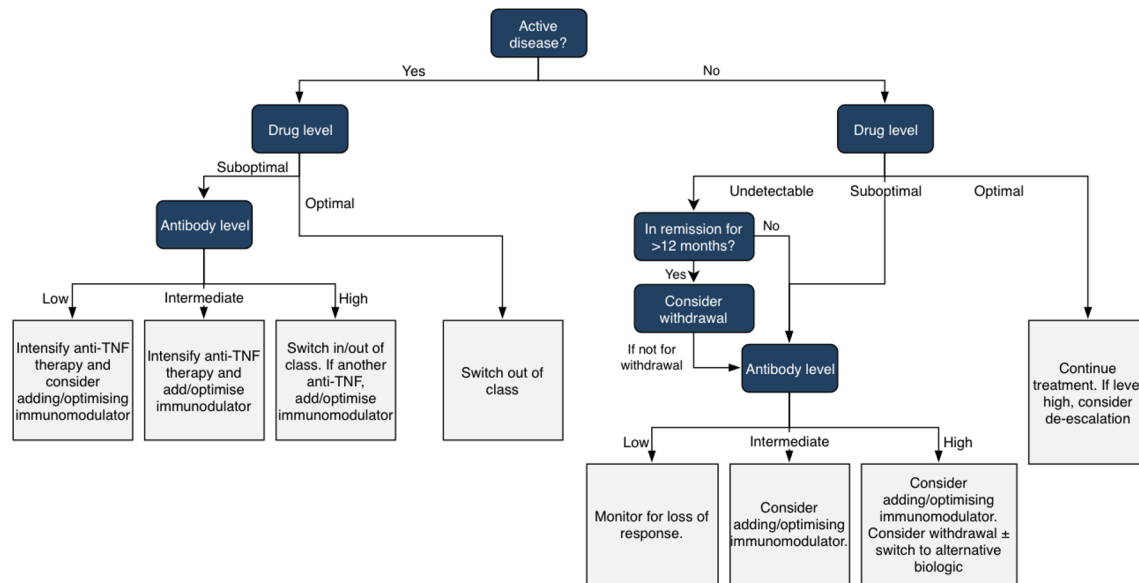 Active
disease?
Yes
No
Drug level
Drug level
Suboptimal
Optimal
Undetectable
Suboptimal
Optimal
Antibody level
In remission for
>12 months?
No
Yes
Consider
withdrawal
If not for
withdrawal
Antibody level
Low
Intermediate
High
Intensify anti-TNF
therapy and
consider
adding/optimising
immunomodulator
Intensify anti-TNF
therapy and
add/optimise
immunodulator
Switch in/out of
class. If another
anti-TNF,
add/optimise
immunomodulator
Switch out of
class
Continue
treatment. If leve
high, consider
de-escalation
Low
Intermediate
High
Monitor for loss of
response.
Consider
adding/optimising
immunomodulator.
Consider
adding/optimising
immunomodulator.
Consider withdrawal ±
switch to alternative
biologic